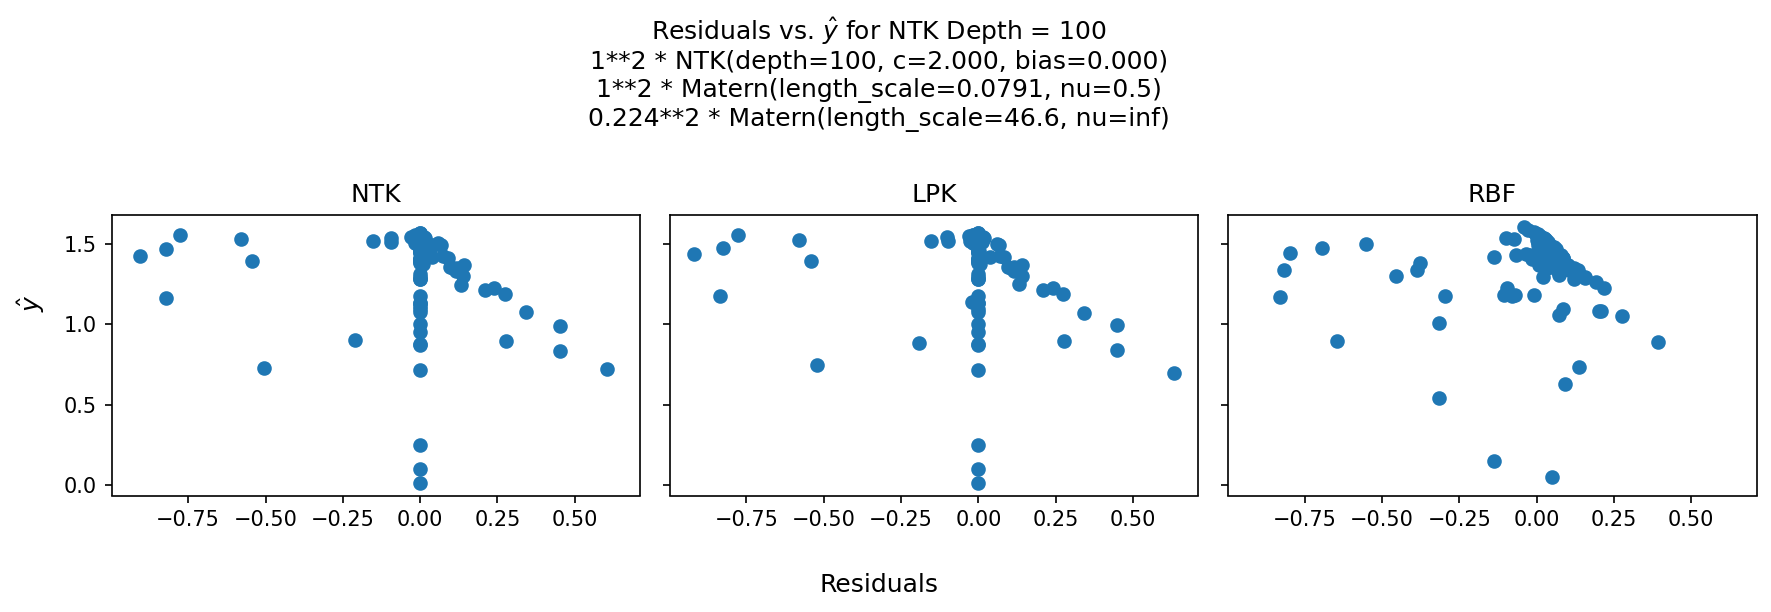 Residuals vs. ŷ for NTK Depth = 100
1**2 * NTK(depth=100, c=2.000, bias=0.000)
1**2 * Matern(length_scale=0.0791, nu=0.5)
0.224**2 * Matern(length_scale=46.6, nu=inf)
NTK
LPK
RBF
ŷ
1.5
1.0
0.5
0.0
−0.75 −0.50 −0.25 0.00 0.25 0.50
−0.75 −0.50 −0.25 0.00 0.25 0.50
−0.75 −0.50 −0.25 0.00 0.25 0.50
Residuals